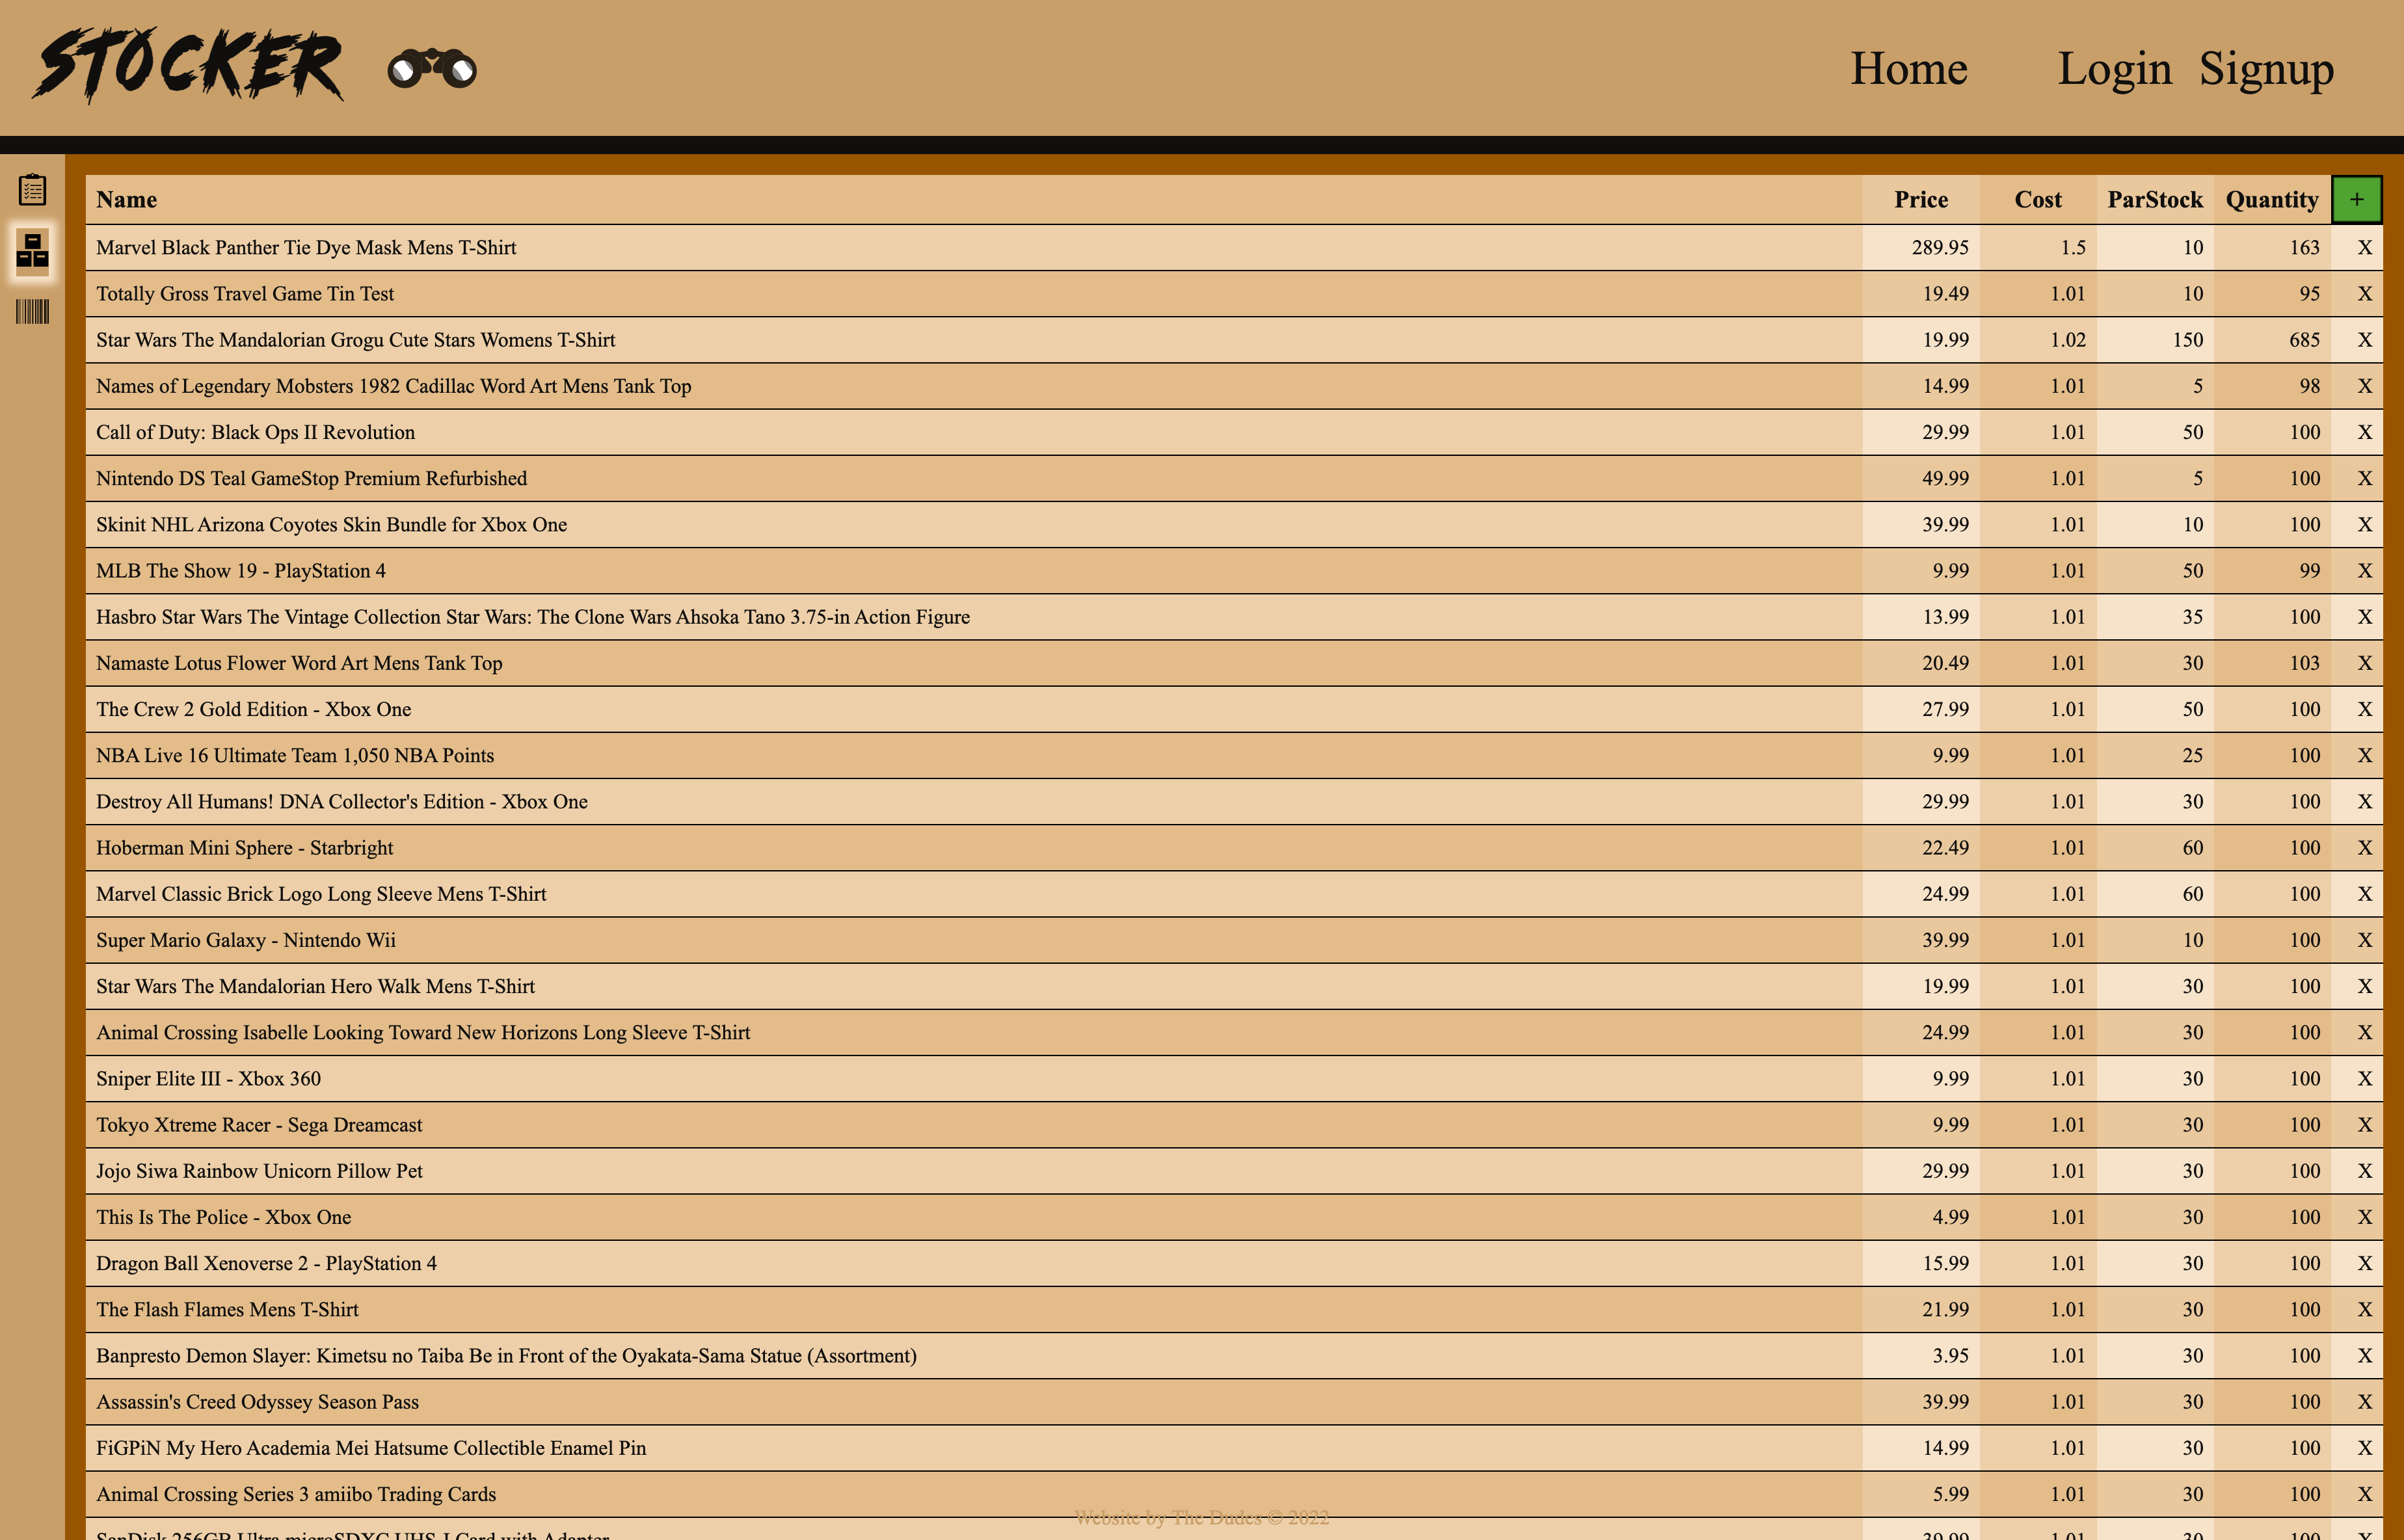 STOCKER
Home Login Signup
Name Price Cost ParStock Quantity +
Marvel Black Panther Tie Dye Mask Mens T-Shirt 289.95 1.5 10 163 X
Totally Gross Travel Game Tin Test 19.49 1.01 10 95 X
Star Wars The Mandalorian Grogu Cute Stars Womens T-Shirt 19.99 1.02 150 685 X
Names of Legendary Mobsters 1982 Cadillac Word Art Mens Tank Top 14.99 1.01 5 98 X
Call of Duty: Black Ops II Revolution 29.99 1.01 50 100 X
Nintendo DS Teal GameStop Premium Refurbished 49.99 1.01 5 100 X
Skinit NHL Arizona Coyotes Skin Bundle for Xbox One 39.99 1.01 10 100 X
MLB The Show 19 - PlayStation 4 9.99 1.01 50 99 X
Hasbro Star Wars The Vintage Collection Star Wars: The Clone Wars Ahsoka Tano 3.75-in Action Figure 13.99 1.01 35 100 X
Namaste Lotus Flower Word Art Mens Tank Top 20.49 1.01 30 103 X
The Crew 2 Gold Edition - Xbox One 27.99 1.01 50 100 X
NBA Live 16 Ultimate Team 1,050 NBA Points 9.99 1.01 25 100 X
Destroy All Humans! DNA Collector's Edition - Xbox One 29.99 1.01 30 100 X
Hoberman Mini Sphere - Starbright 22.49 1.01 60 100 X
Marvel Classic Brick Logo Long Sleeve Mens T-Shirt 24.99 1.01 60 100 X
Super Mario Galaxy - Nintendo Wii 39.99 1.01 10 100 X
Star Wars The Mandalorian Hero Walk Mens T-Shirt 19.99 1.01 30 100 X
Animal Crossing Isabelle Looking Toward New Horizons Long Sleeve T-Shirt 24.99 1.01 30 100 X
Sniper Elite III - Xbox 360 9.99 1.01 30 100 X
Tokyo Xtreme Racer - Sega Dreamcast 9.99 1.01 30 100 X
Jojo Siwa Rainbow Unicorn Pillow Pet 29.99 1.01 30 100 X
This Is The Police - Xbox One 4.99 1.01 30 100 X
Dragon Ball Xenoverse 2 - PlayStation 4 15.99 1.01 30 100 X
The Flash Flames Mens T-Shirt 21.99 1.01 30 100 X
Banpresto Demon Slayer: Kimetsu no Taiba Be in Front of the Oyakata-Sama Statue (Assortment) 3.95 1.01 30 100 X
Assassin's Creed Odyssey Season Pass 39.99 1.01 30 100 X
FiGPiN My Hero Academia Mei Hatsume Collectible Enamel Pin 14.99 1.01 30 100 X
Animal Crossing Series 3 amiibo Trading Cards 5.99 1.01 30 100 X
Website by The Dudes © 2022
SanDisk 256GB Ultra microSDXC UHS-I Card with Adapter 39.99 1.01 30 100 X